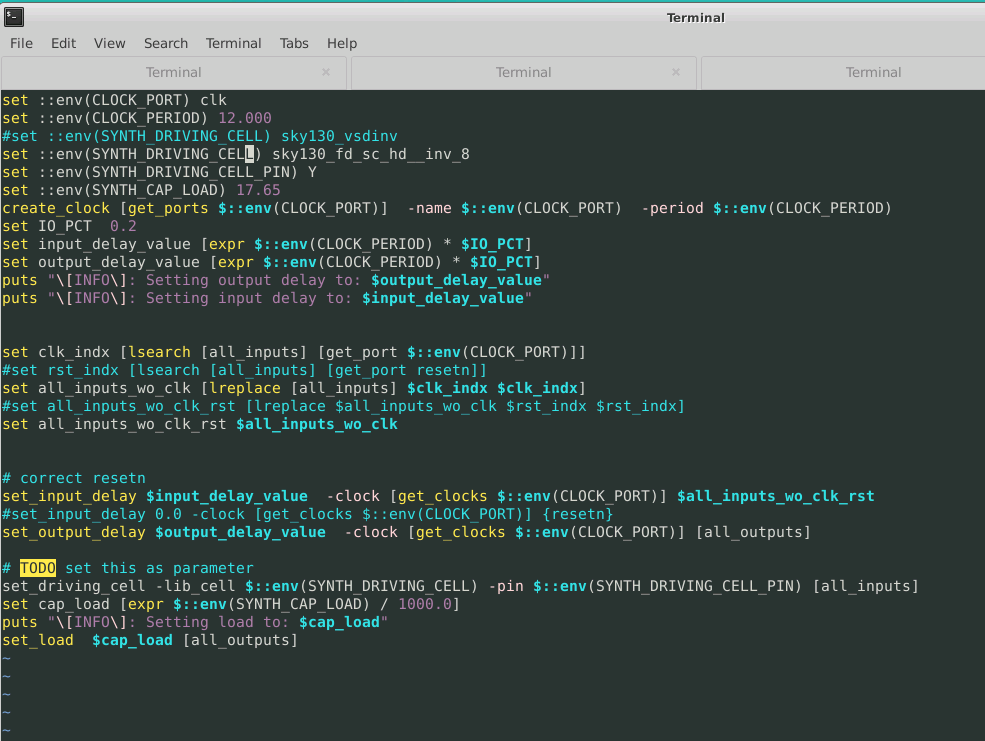 Terminal
File Edit View Search Terminal Tabs Help
Terminal × Terminal × Terminal
set ::env(CLOCK_PORT) clk
set ::env(CLOCK_PERIOD) 12.000
#set ::env(SYNTH_DRIVING_CELL) sky130_vsdinv
set ::env(SYNTH_DRIVING_CELL) sky130_fd_sc_hd__inv_8
set ::env(SYNTH_DRIVING_CELL_PIN) Y
set ::env(SYNTH_CAP_LOAD) 17.65
create_clock [get_ports $::env(CLOCK_PORT)]  -name $::env(CLOCK_PORT)  -period $::env(CLOCK_PERIOD)
set IO_PCT  0.2
set input_delay_value [expr $::env(CLOCK_PERIOD) * $IO_PCT]
set output_delay_value [expr $::env(CLOCK_PERIOD) * $IO_PCT]
puts "\[INFO\]: Setting output delay to: $output_delay_value"
puts "\[INFO\]: Setting input delay to: $input_delay_value"
set clk_indx [lsearch [all_inputs] [get_port $::env(CLOCK_PORT)]]
#set rst_indx [lsearch [all_inputs] [get_port resetn]]
set all_inputs_wo_clk [lreplace [all_inputs] $clk_indx $clk_indx]
#set all_inputs_wo_clk_rst [lreplace $all_inputs_wo_clk $rst_indx $rst_indx]
set all_inputs_wo_clk_rst $all_inputs_wo_clk
# correct resetn
set_input_delay $input_delay_value  -clock [get_clocks $::env(CLOCK_PORT)] $all_inputs_wo_clk_rst
#set_input_delay 0.0 -clock [get_clocks $::env(CLOCK_PORT)] {resetn}
set_output_delay $output_delay_value  -clock [get_clocks $::env(CLOCK_PORT)] [all_outputs]
# TODO set this as parameter
set_driving_cell -lib_cell $::env(SYNTH_DRIVING_CELL) -pin $::env(SYNTH_DRIVING_CELL_PIN) [all_inputs]
set cap_load [expr $::env(SYNTH_CAP_LOAD) / 1000.0]
puts "\[INFO\]: Setting load to: $cap_load"
set_load  $cap_load [all_outputs]
~
~
~
~
~